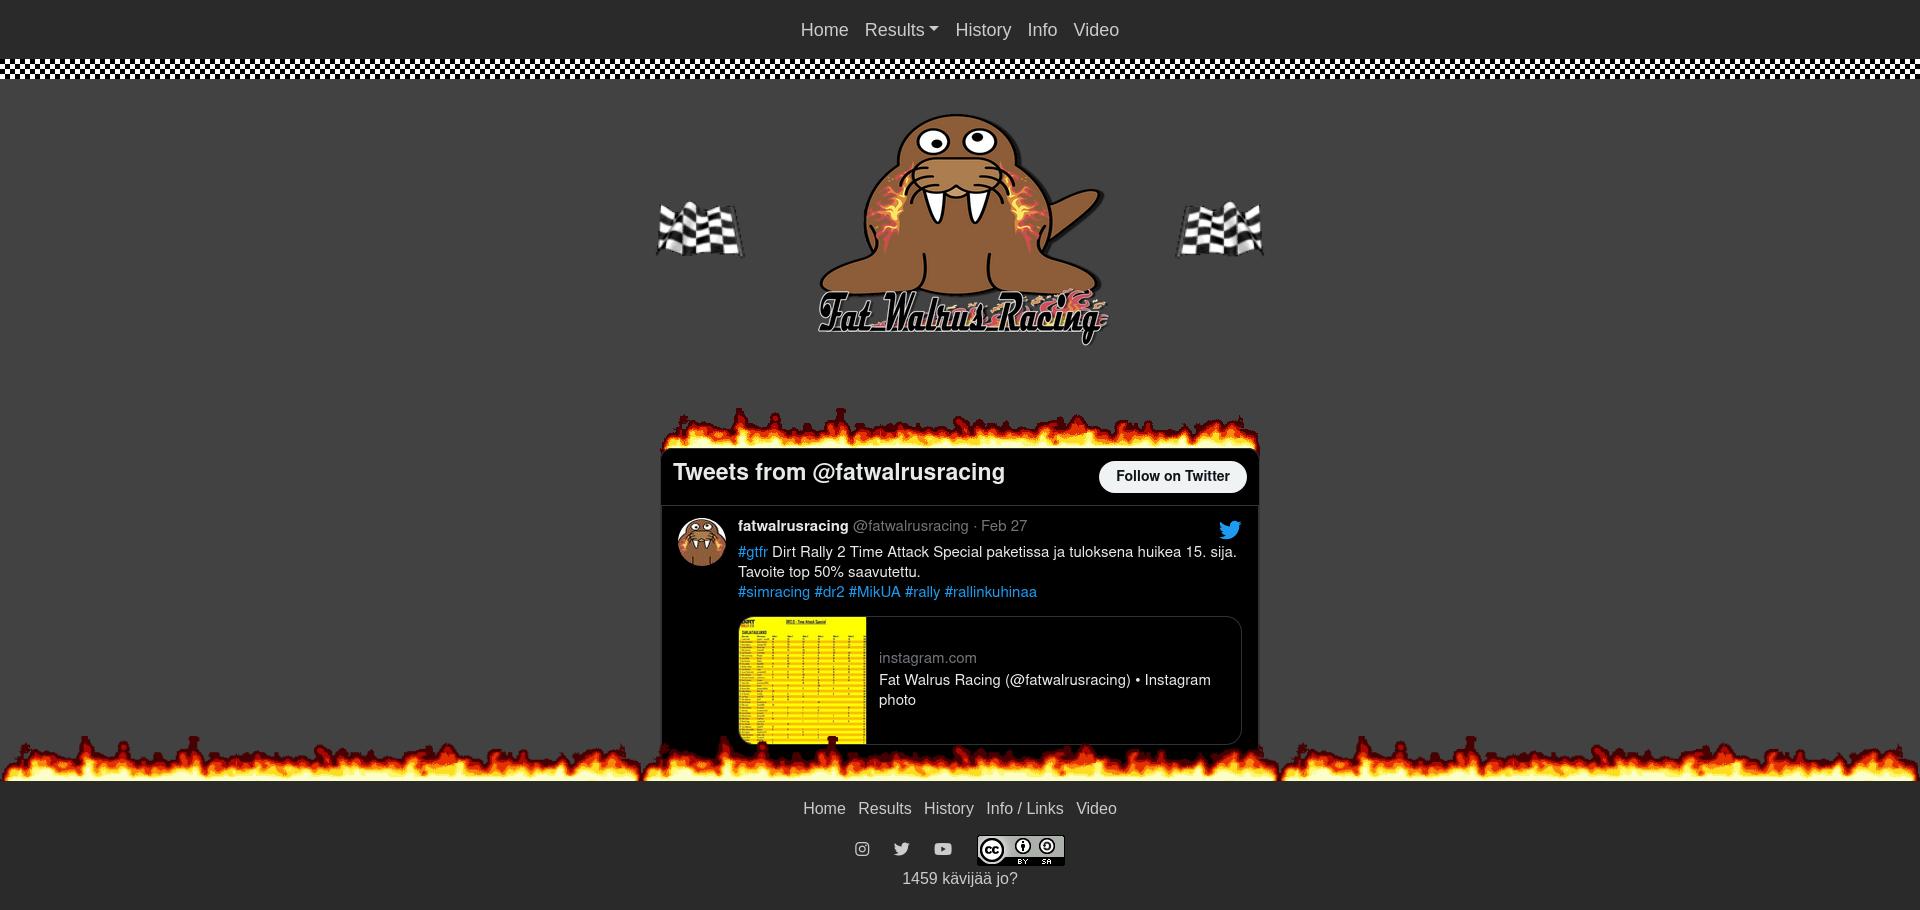 Home Results History Info Video
Fat Walrus Racing
Tweets from @fatwalrusracing
Follow on Twitter
fatwalrusracing @fatwalrusracing · Feb 27
#gtfr Dirt Rally 2 Time Attack Special paketissa ja tuloksena huikea 15. sija.
Tavoite top 50% saavutettu.
#simracing #dr2 #MikUA #rally #rallinkuhinaa
instagram.com
Fat Walrus Racing (@fatwalrusracing) • Instagram
photo
Home Results History Info / Links Video
cc BY SA
1459 kävijää jo?